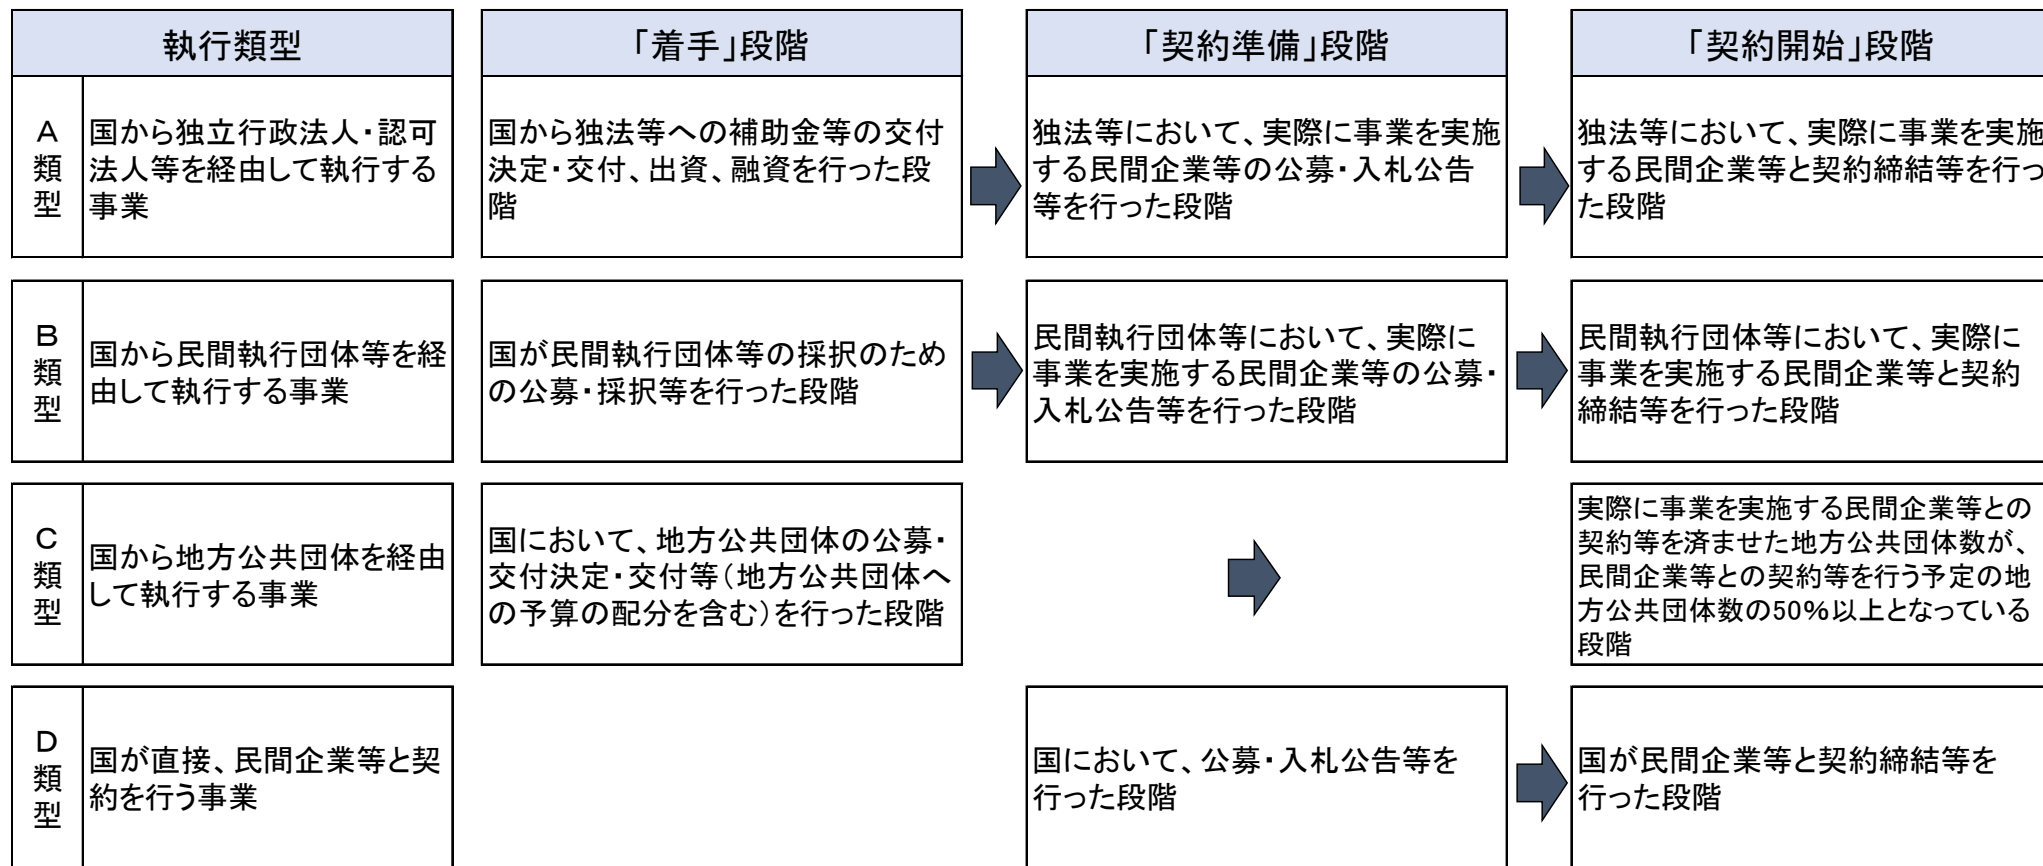 執行類型
「着手」段階
「契約準備」段階
「契約開始」段階
A
類
型
国から独立行政法人・認可
法人等を経由して執行する
事業
国から独法等への補助金等の交付
決定・交付、出資、融資を行った段
階
独法等において、実際に事業を実施
する民間企業等の公募・入札公告
等を行った段階
独法等において、実際に事業を実施
する民間企業等と契約締結等を行っ
た段階
B
類
型
国から民間執行団体等を経
由して執行する事業
国が民間執行団体等の採択のため
の公募・採択等を行った段階
民間執行団体等において、実際に
事業を実施する民間企業等の公募・
入札公告等を行った段階
民間執行団体等において、実際に
事業を実施する民間企業等と契約
締結等を行った段階
C
類
型
国から地方公共団体を経由
して執行する事業
国において、地方公共団体の公募・
交付決定・交付等（地方公共団体へ
の予算の配分を含む）を行った段階
実際に事業を実施する民間企業等との
契約等を済ませた地方公共団体数が、
民間企業等との契約等を行う予定の地
方公共団体数の50%以上となっている
段階
D
類
型
国が直接、民間企業等と契
約を行う事業
国において、公募・入札公告等を
行った段階
国が民間企業等と契約締結等を
行った段階